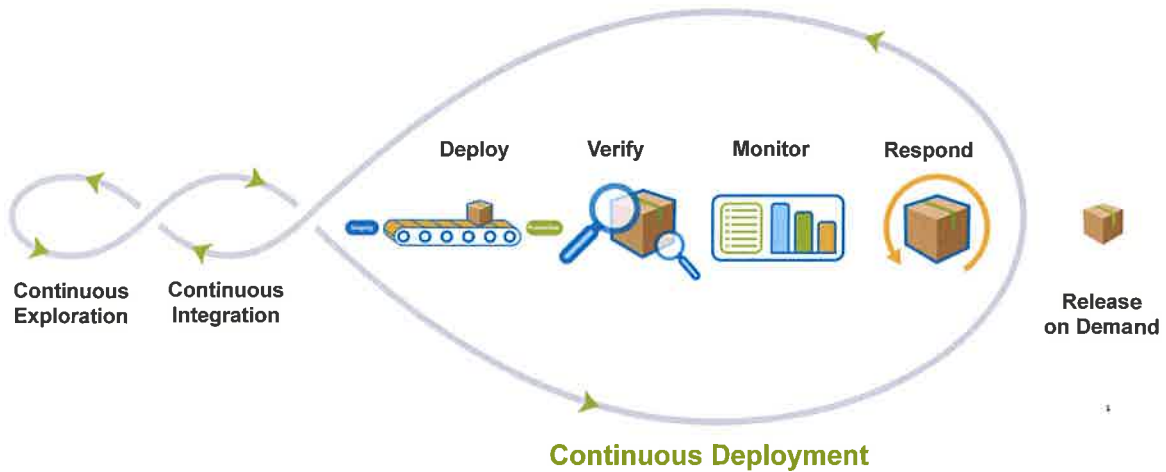 Deploy
Verify
Monitor
Respond
Continuous
Exploration
Continuous
Integration
Release
on Demand
Continuous Deployment